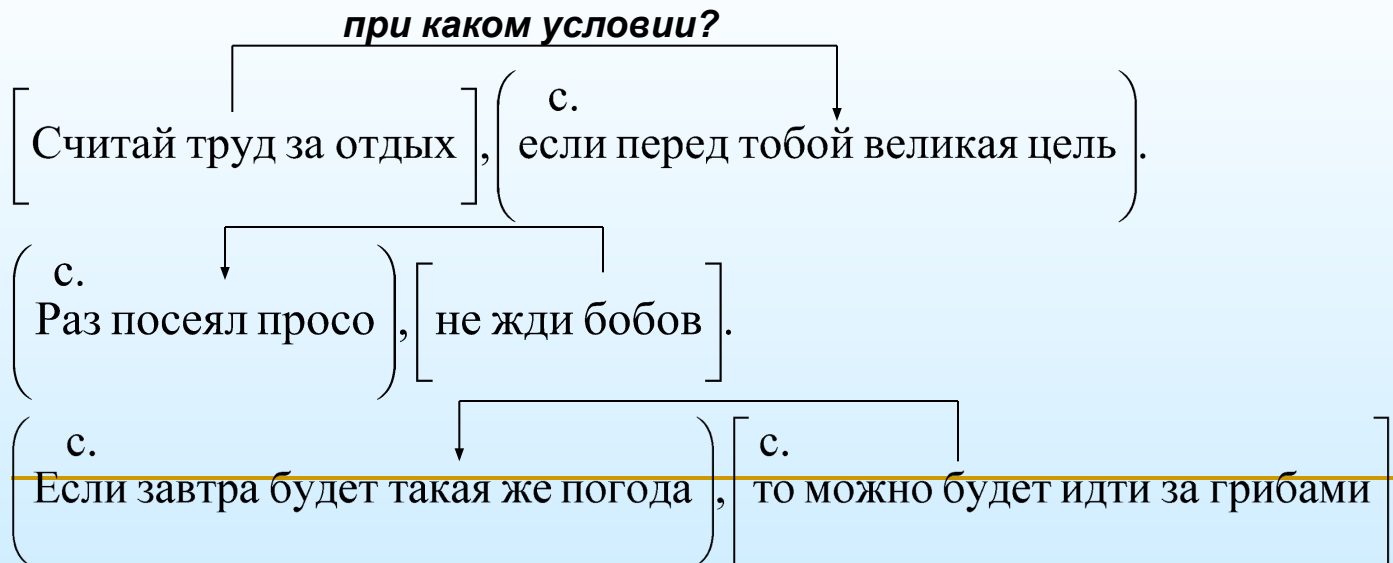 при каком условии?
с.
[Считай труд за отдых], (если перед тобой великая цель).
с.
(Раз посеял просо), [не жди бобов].
с. с.
(Если завтра будет такая же погода), [то можно будет идти за грибами]